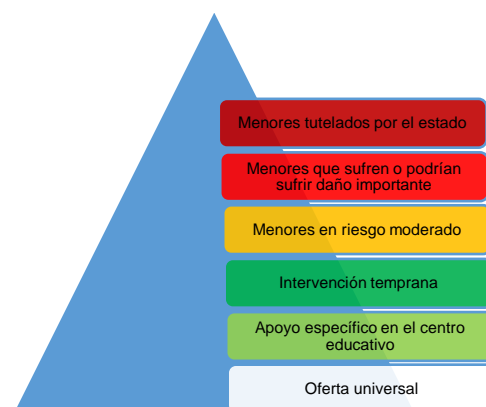 Menores tutelados por el estado
Menores que sufren o podrían
sufrir daño importante
Menores en riesgo moderado
Intervención temprana
Apoyo específico en el centro
educativo
Oferta universal